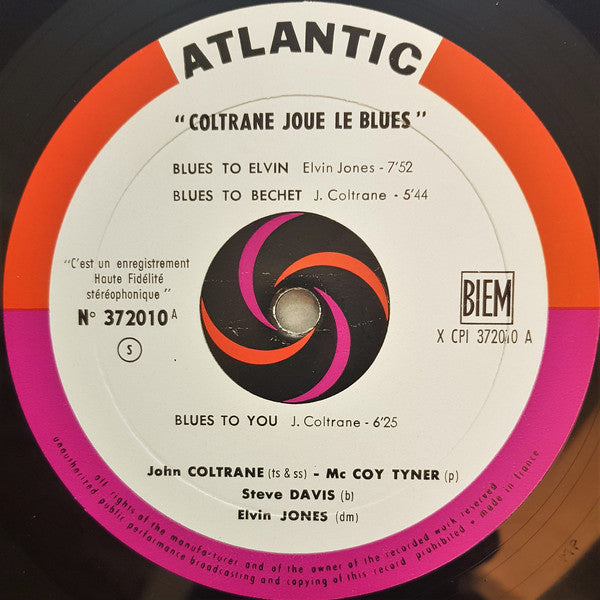 ATLANTIC
"COLTRANE JOUE LE BLUES"
BLUES TO ELVIN Elvin Jones - 7'52
BLUES TO BECHET J. Coltrane - 5'44
"C'est un enregistrement
Haute Fidélité
stéréophonique"
N° 372010 A
S
BIEM
X CPI 372010 A
BLUES TO YOU J. Coltrane - 6'25
John COLTRANE (ts & ss) - Mc COY TYNER (p)
Steve DAVIS (b)
Elvin JONES (dm)
all rights of the manufacturer and of the owner of the recorded work reserved
unauthorised public performance broadcasting and copying of this record prohibited • made in france